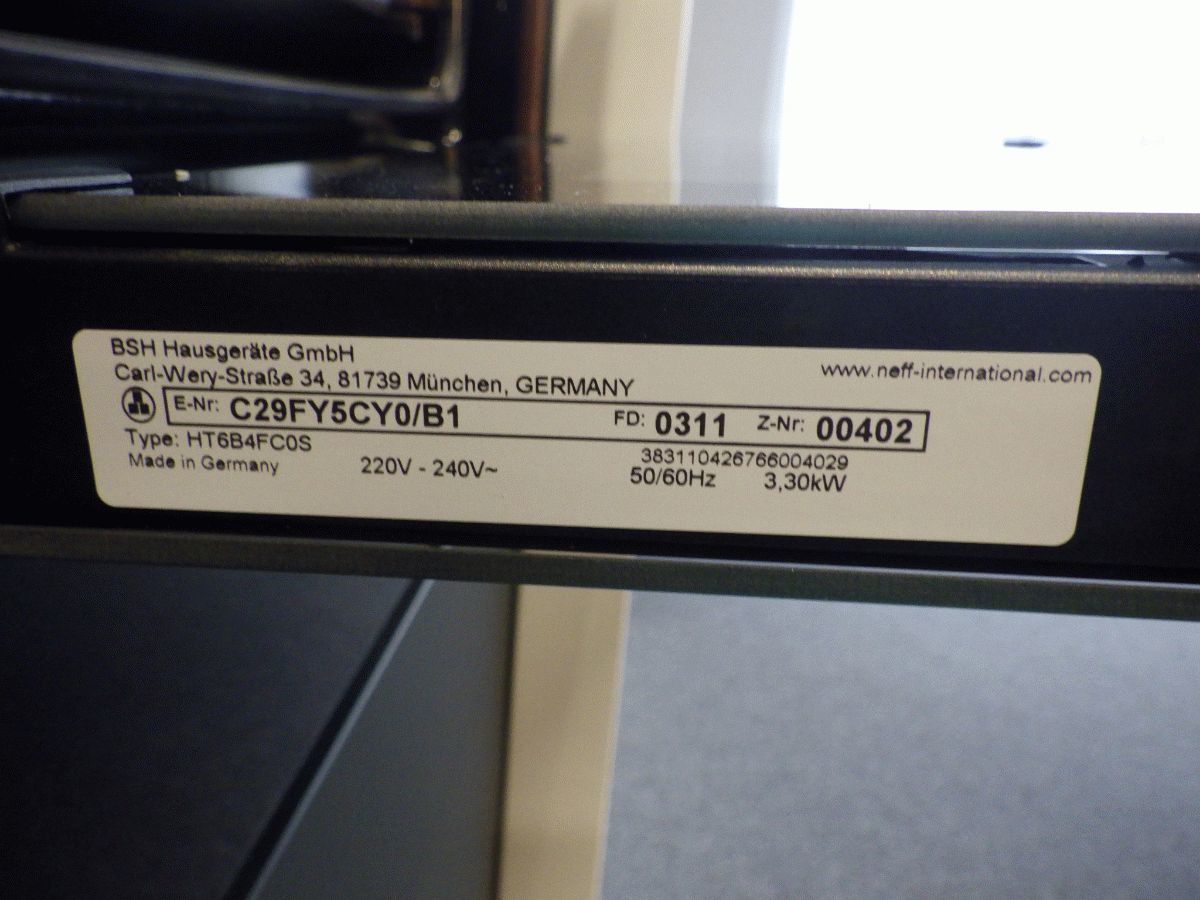 BSH Hausgeräte GmbH
www.neff-international.com
Carl-Wery-Straße 34, 81739 München, GERMANY
E-Nr: C29FY5CY0/B1 FD: 0311 Z-Nr: 00402
Type: HT6B4FC0S 383110426766004029
Made in Germany 220V - 240V~ 50/60Hz 3,30kW